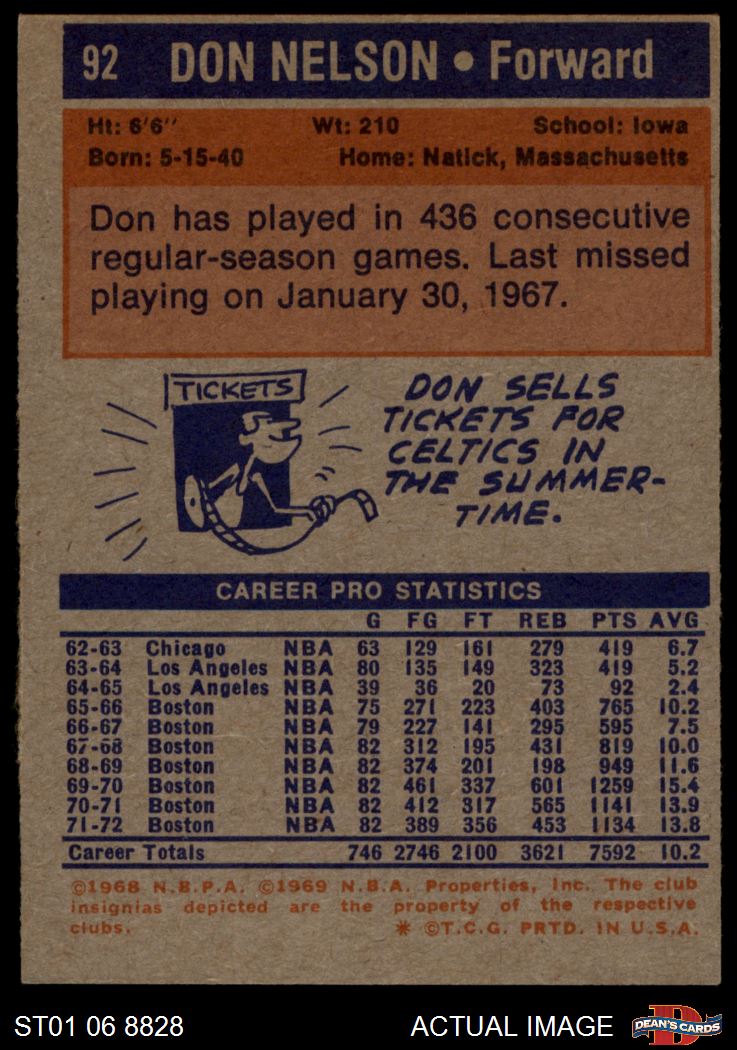 92 DON NELSON • Forward
Ht: 6'6'' Wt: 210 School: Iowa
Born: 5-15-40 Home: Natick, Massachusetts
Don has played in 436 consecutive
regular-season games. Last missed
playing on January 30, 1967.
TICKETS
DON SELLS
TICKETS FOR
CELTICS IN
THE SUMMER-
TIME.
CAREER PRO STATISTICS
G FG FT REB PTS AVG
62-63 Chicago NBA 63 129 161 279 419 6.7
63-64 Los Angeles NBA 80 135 149 323 419 5.2
64-65 Los Angeles NBA 39 36 20 73 92 2.4
65-66 Boston NBA 75 271 223 403 765 10.2
66-67 Boston NBA 79 227 141 295 595 7.5
67-68 Boston NBA 82 312 195 431 819 10.0
68-69 Boston NBA 82 374 201 198 949 11.6
69-70 Boston NBA 82 461 337 601 1259 15.4
70-71 Boston NBA 82 412 317 565 1141 13.9
71-72 Boston NBA 82 389 356 453 1134 13.8
Career Totals 746 2746 2100 3621 7592 10.2
©1968 N.B.P.A. ©1969 N.B.A. Properties, Inc. The club
insignias depicted are the property of the respective
clubs. * ©T.C.G. PRTD. IN U.S.A.
ST01 06 8828 ACTUAL IMAGE D DEAN'S CARDS